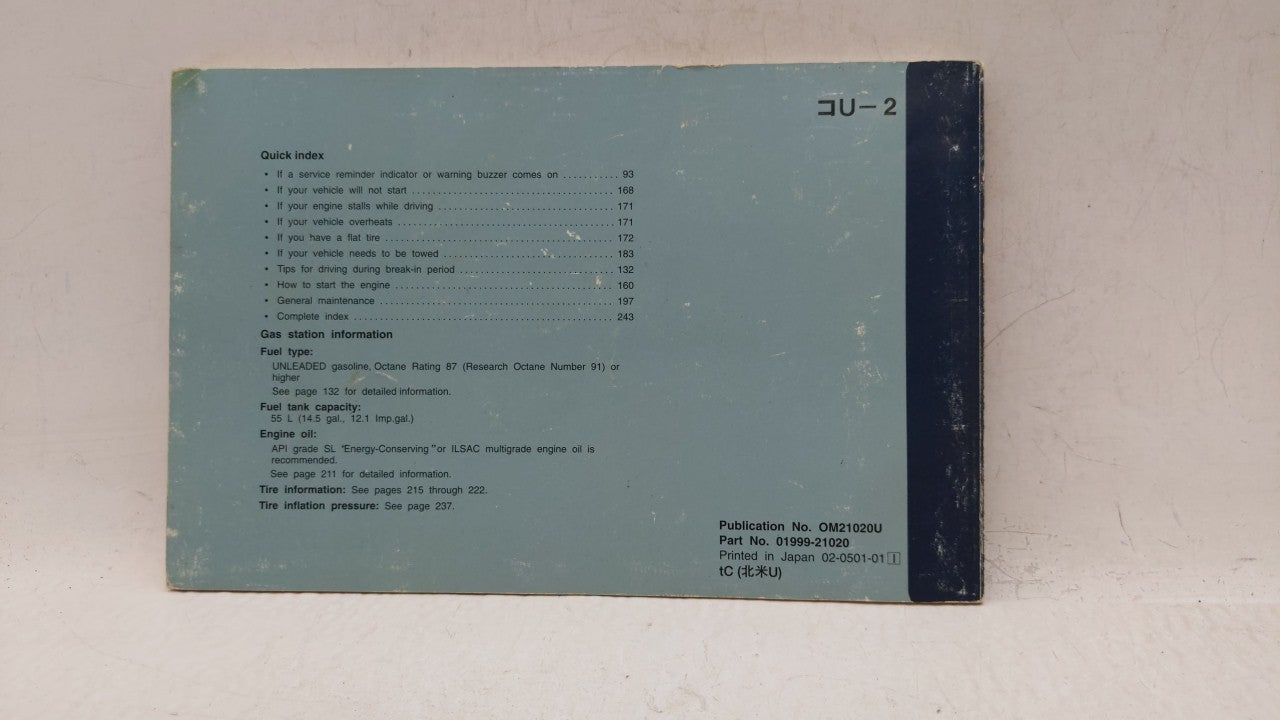 コU－2
Quick index
• If a service reminder indicator or warning buzzer comes on ........... 93
• If your vehicle will not start ................................... 168
• If your engine stalls while driving .............................. 171
• If your vehicle overheats ...................................... 171
• If you have a flat tire ........................................ 172
• If your vehicle needs to be towed ............................. 183
• Tips for driving during break-in period .......................... 132
• How to start the engine ...................................... 160
• General maintenance ........................................ 197
• Complete index ............................................. 243
Gas station information
Fuel type:
UNLEADED gasoline, Octane Rating 87 (Research Octane Number 91) or
higher
See page 132 for detailed information.
Fuel tank capacity:
55 L (14.5 gal., 12.1 Imp.gal.)
Engine oil:
API grade SL “Energy-Conserving” or ILSAC multigrade engine oil is
recommended.
See page 211 for detailed information.
Tire information: See pages 215 through 222.
Tire inflation pressure: See page 237.
Publication No. OM21020U
Part No. 01999-21020
Printed in Japan 02-0501-01 I
tC (北米U)